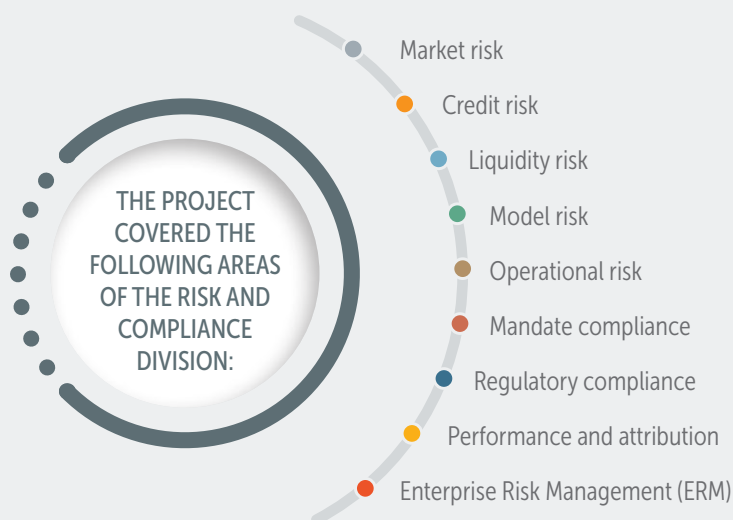 THE PROJECT
COVERED THE
FOLLOWING AREAS
OF THE RISK AND
COMPLIANCE
DIVISION:
Market risk
Credit risk
Liquidity risk
Model risk
Operational risk
Mandate compliance
Regulatory compliance
Performance and attribution
Enterprise Risk Management (ERM)